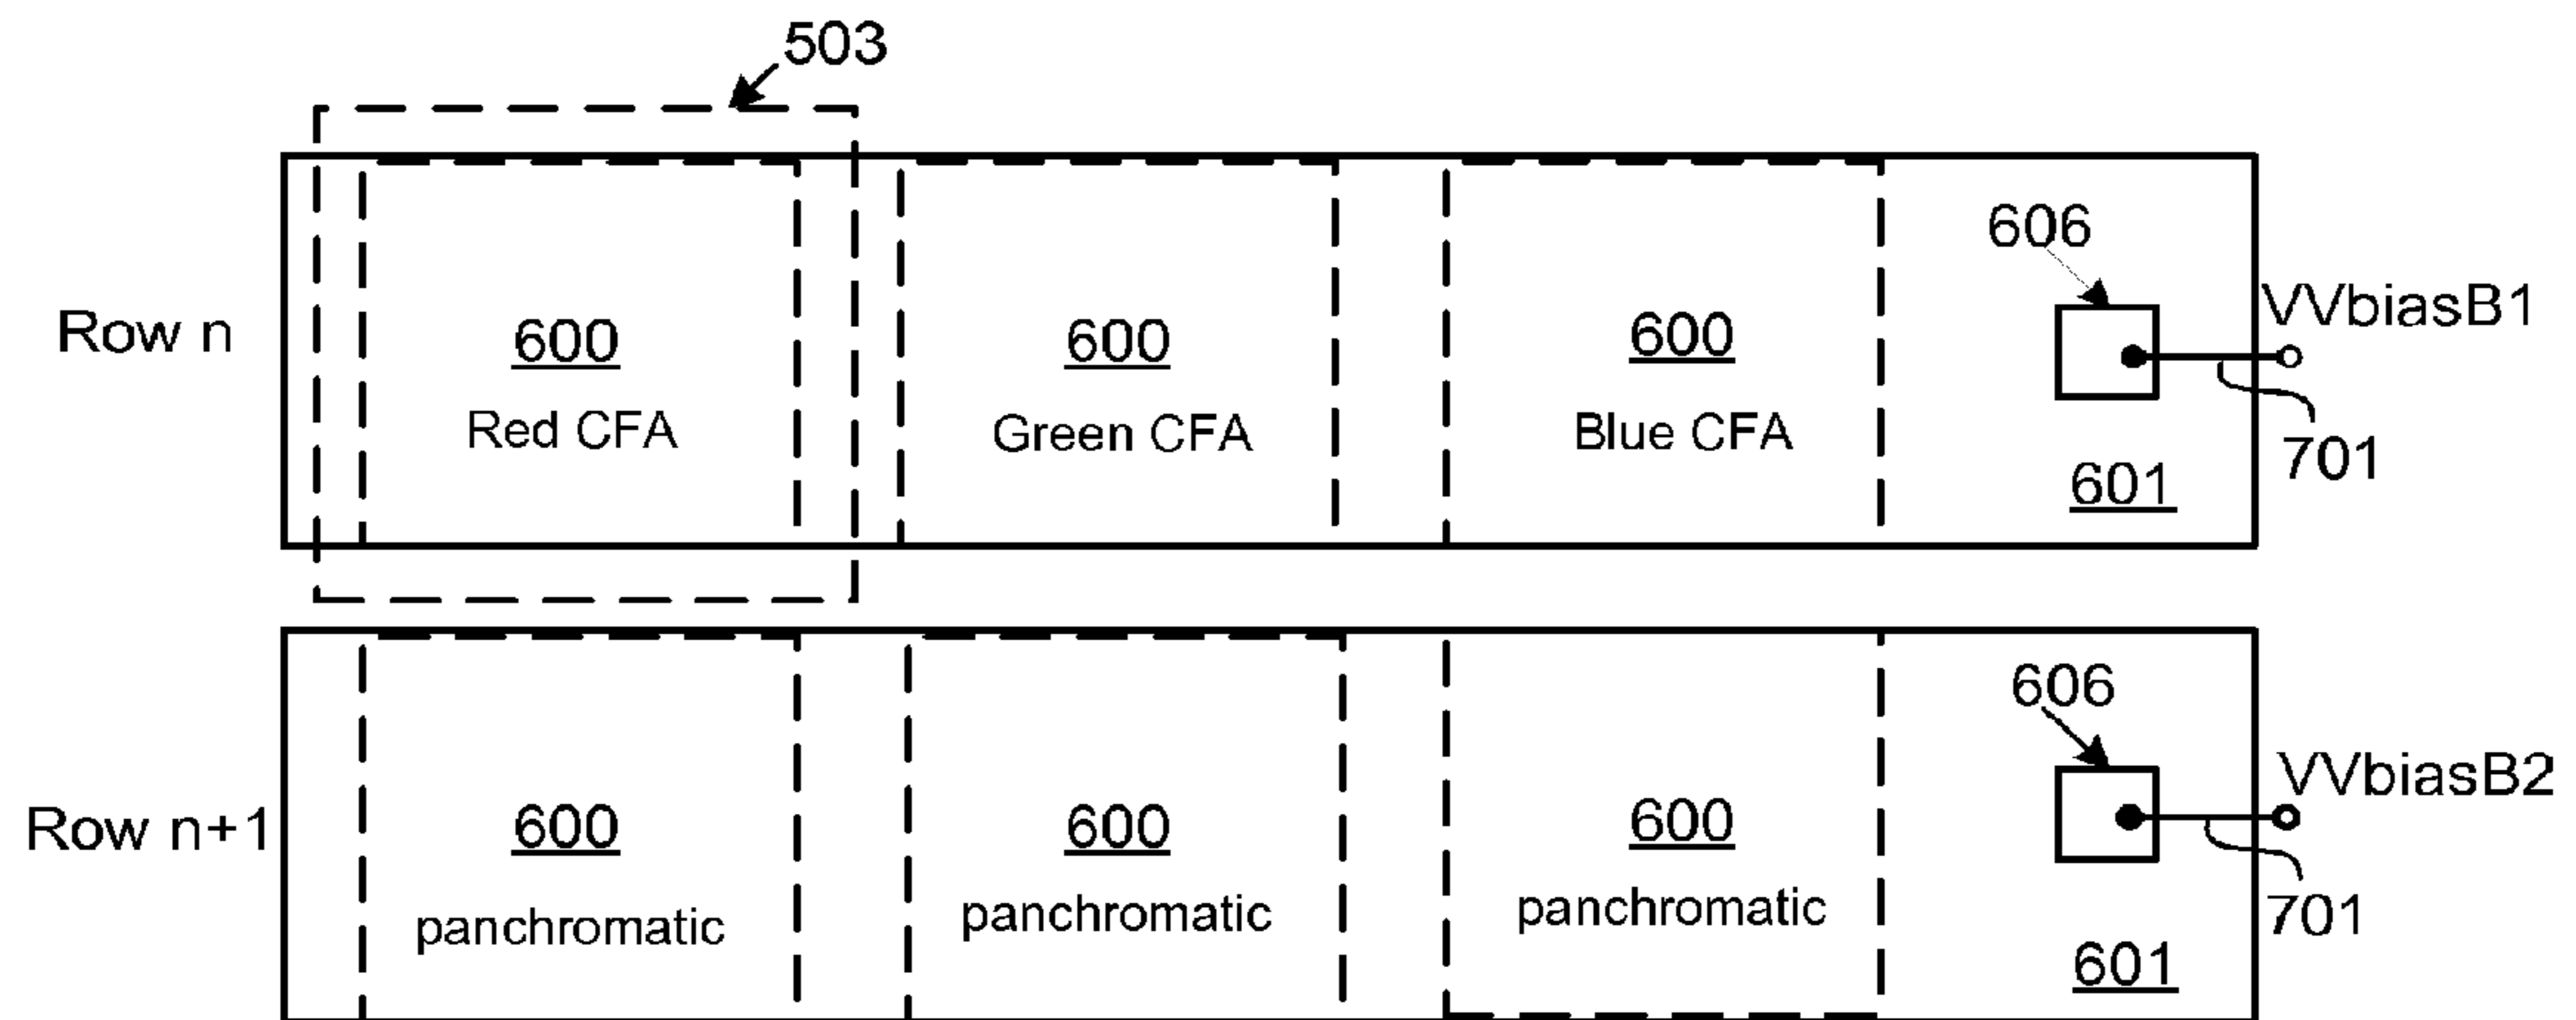 503
606
VVbiasB1
Row n
600
600
600
Red CFA
Green CFA
Blue CFA
701
601
606
VVbiasB2
Row n+1
600
600
600
panchromatic
panchromatic
panchromatic
701
601